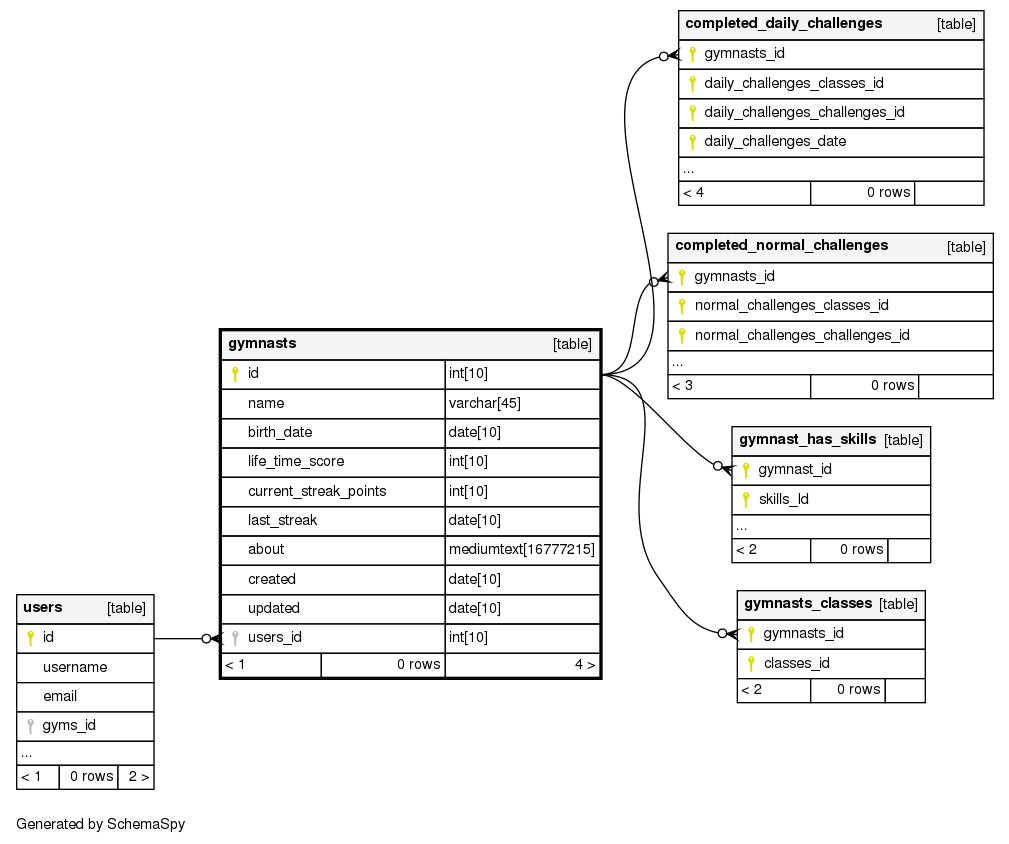 completed_daily_challenges [table]
gymnasts_id
daily_challenges_classes_id
daily_challenges_challenges_id
daily_challenges_date
...
< 4 0 rows
completed_normal_challenges [table]
gymnasts_id
normal_challenges_classes_id
normal_challenges_challenges_id
...
< 3 0 rows
gymnasts [table]
id int[10]
name varchar[45]
birth_date date[10]
life_time_score int[10]
current_streak_points int[10]
last_streak date[10]
about mediumtext[16777215]
created date[10]
updated date[10]
users_id int[10]
< 1 0 rows 4 >
gymnast_has_skills [table]
gymnast_id
skills_Id
...
< 2 0 rows
gymnasts_classes [table]
gymnasts_id
classes_id
< 2 0 rows
users [table]
id
username
email
gyms_id
...
< 1 0 rows 2 >
Generated by SchemaSpy